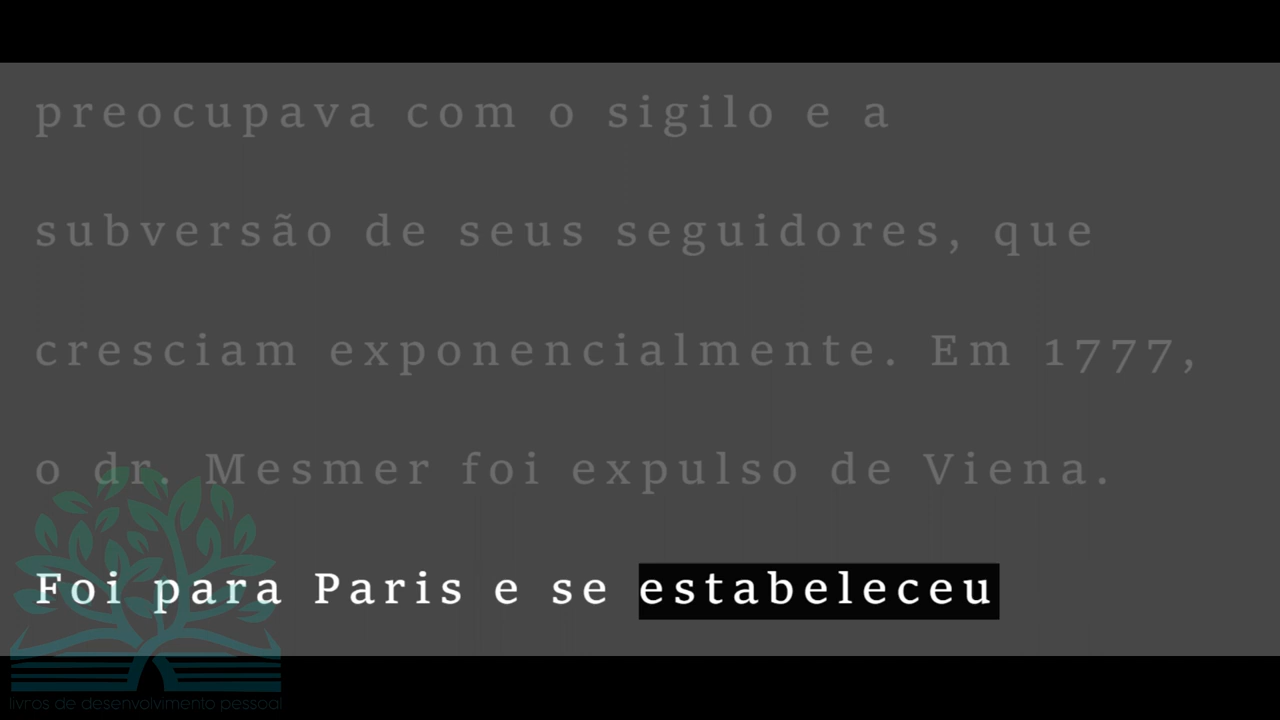 preocupava com o sigilo e a
subversão de seus seguidores, que
cresciam exponencialmente. Em 1777,
o dr. Mesmer foi expulso de Viena.
Foi para Paris e se estabeleceu
livros de desenvolvimento pessoal